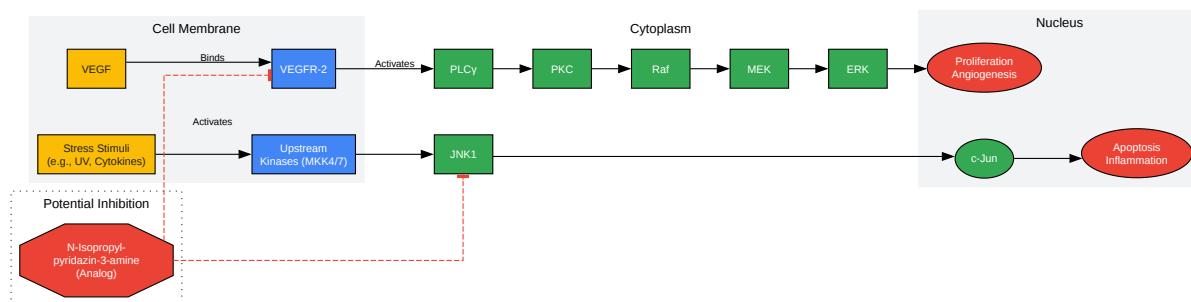 Cell Membrane
Cytoplasm
Nucleus
VEGF
Binds
VEGFR-2
Activates
PLCγ
PKC
Raf
MEK
ERK
Proliferation
Angiogenesis
Activates
Stress Stimuli
(e.g., UV, Cytokines)
Upstream
Kinases (MKK4/7)
JNK1
c-Jun
Apoptosis
Inflammation
Potential Inhibition
N-Isopropyl-
pyridazin-3-amine
(Analog)